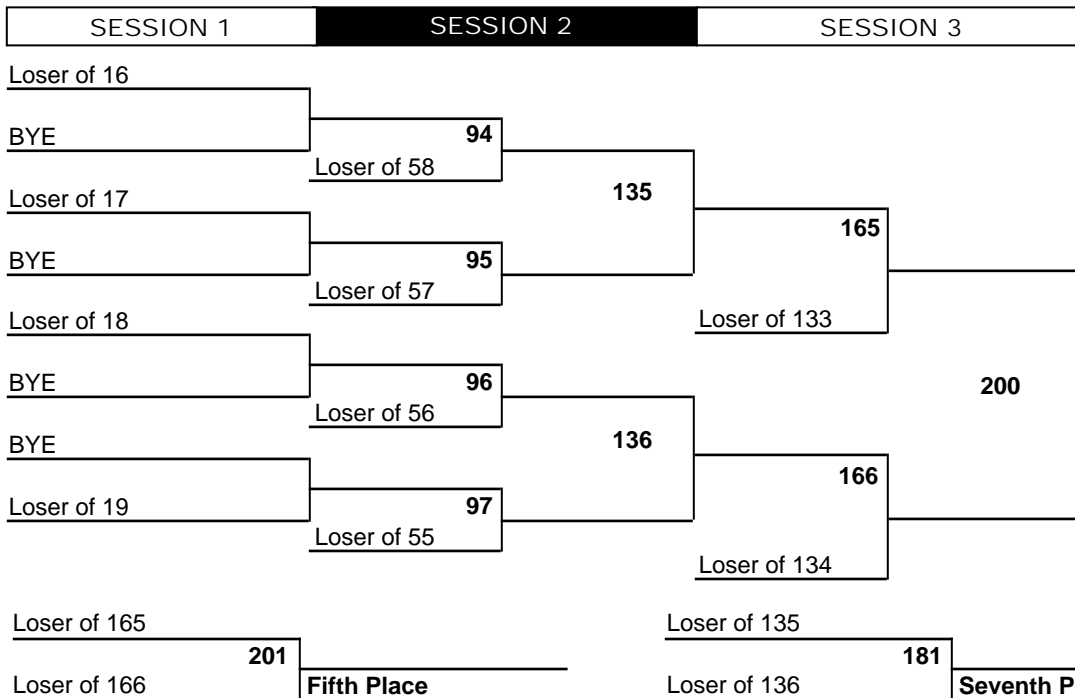 SESSION 1 SESSION 2 SESSION 3
Loser of 16
BYE 94
Loser of 58
Loser of 17 135
165
BYE 95
Loser of 57
Loser of 18 Loser of 133
BYE 96 200
Loser of 56
BYE 136
166
Loser of 19 97
Loser of 55
Loser of 134
Loser of 165 Loser of 135
201 181
Loser of 166 Fifth Place Loser of 136 Seventh P